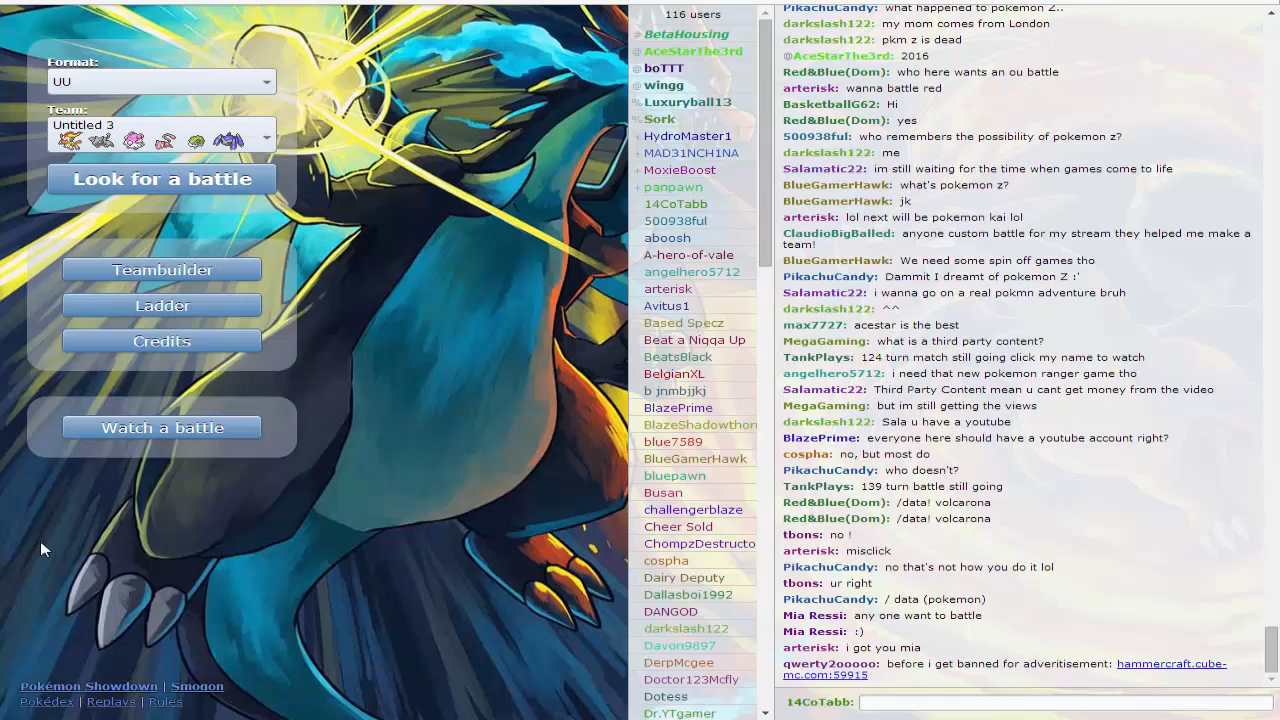 Format:
UU
Team:
Untitled 3
Look for a battle
Teambuilder
Ladder
Credits
Watch a battle
Pokémon Showdown | Smogon
Pokédex | Replays | Rules
116 users
# BetaHousing
@ AceStarThe3rd
@ boTTT
@ wingg
% Luxuryball13
% Sork
+ HydroMaster1
+ MAD31NCH1NA
+ MoxieBoost
+ panpawn
14CoTabb
500938ful
aboosh
A-hero-of-vale
angelhero5712
arterisk
Avitus1
Based Specz
Beat a Niqqa Up
BeatsBlack
BelgianXL
b jnmbjjkj
BlazePrime
BlazeShadowthor
blue7589
BlueGamerHawk
bluepawn
Busan
challengerblaze
Cheer Sold
ChompzDestructo
cospha
Dairy Deputy
Dallasboi1992
DANGOD
darkslash122
Davon9897
DerpMcgee
Doctor123Mcfly
Dotess
Dr.YTgamer
PikachuCandy: what happened to pokemon Z..
darkslash122: my mom comes from London
darkslash122: pkm z is dead
@AceStarThe3rd: 2016
Red&Blue(Dom): who here wants an ou battle
arterisk: wanna battle red
BasketballG62: Hi
Red&Blue(Dom): yes
500938ful: who remembers the possibility of pokemon z?
darkslash122: me
Salamatic22: im still waiting for the time when games come to life
BlueGamerHawk: what's pokemon z?
BlueGamerHawk: jk
arterisk: lol next will be pokemon kai lol
ClaudioBigBalled: anyone custom battle for my stream they helped me make a
team!
BlueGamerHawk: We need some spin off games tho
PikachuCandy: Dammit I dreamt of pokemon Z :'
Salamatic22: i wanna go on a real pokmn adventure bruh
darkslash122: ^^
max7727: acestar is the best
MegaGaming: what is a third party content?
TankPlays: 124 turn match still going click my name to watch
angelhero5712: i need that new pokemon ranger game tho
Salamatic22: Third Party Content mean u cant get money from the video
MegaGaming: but im still getting the views
darkslash122: Sala u have a youtube
BlazePrime: everyone here should have a youtube account right?
cospha: no, but most do
PikachuCandy: who doesn't?
TankPlays: 139 turn battle still going
Red&Blue(Dom): /data! volcarona
Red&Blue(Dom): /data! volcarona
tbons: no !
arterisk: misclick
PikachuCandy: no that's not how you do it lol
tbons: ur right
PikachuCandy: / data (pokemon)
Mia Ressi: any one want to battle
Mia Ressi: :)
arterisk: i got you mia
qwerty2ooooo: before i get banned for adveritisement: hammercraft.cube-
mc.com:59915
14CoTabb: